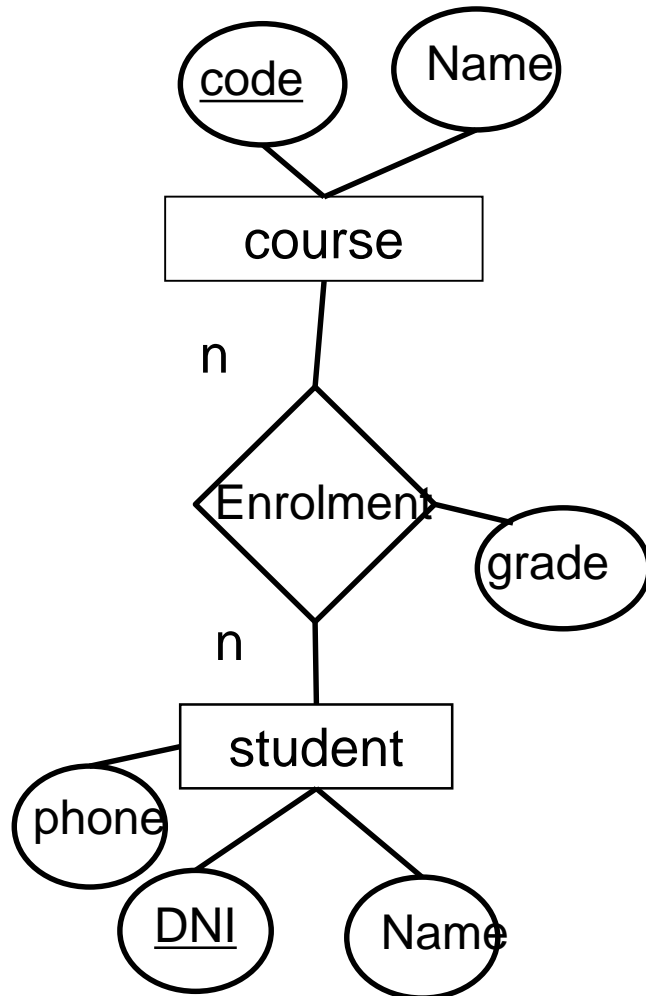 code
Name
course
n
Enrolment
grade
n
student
phone
DNI
Name